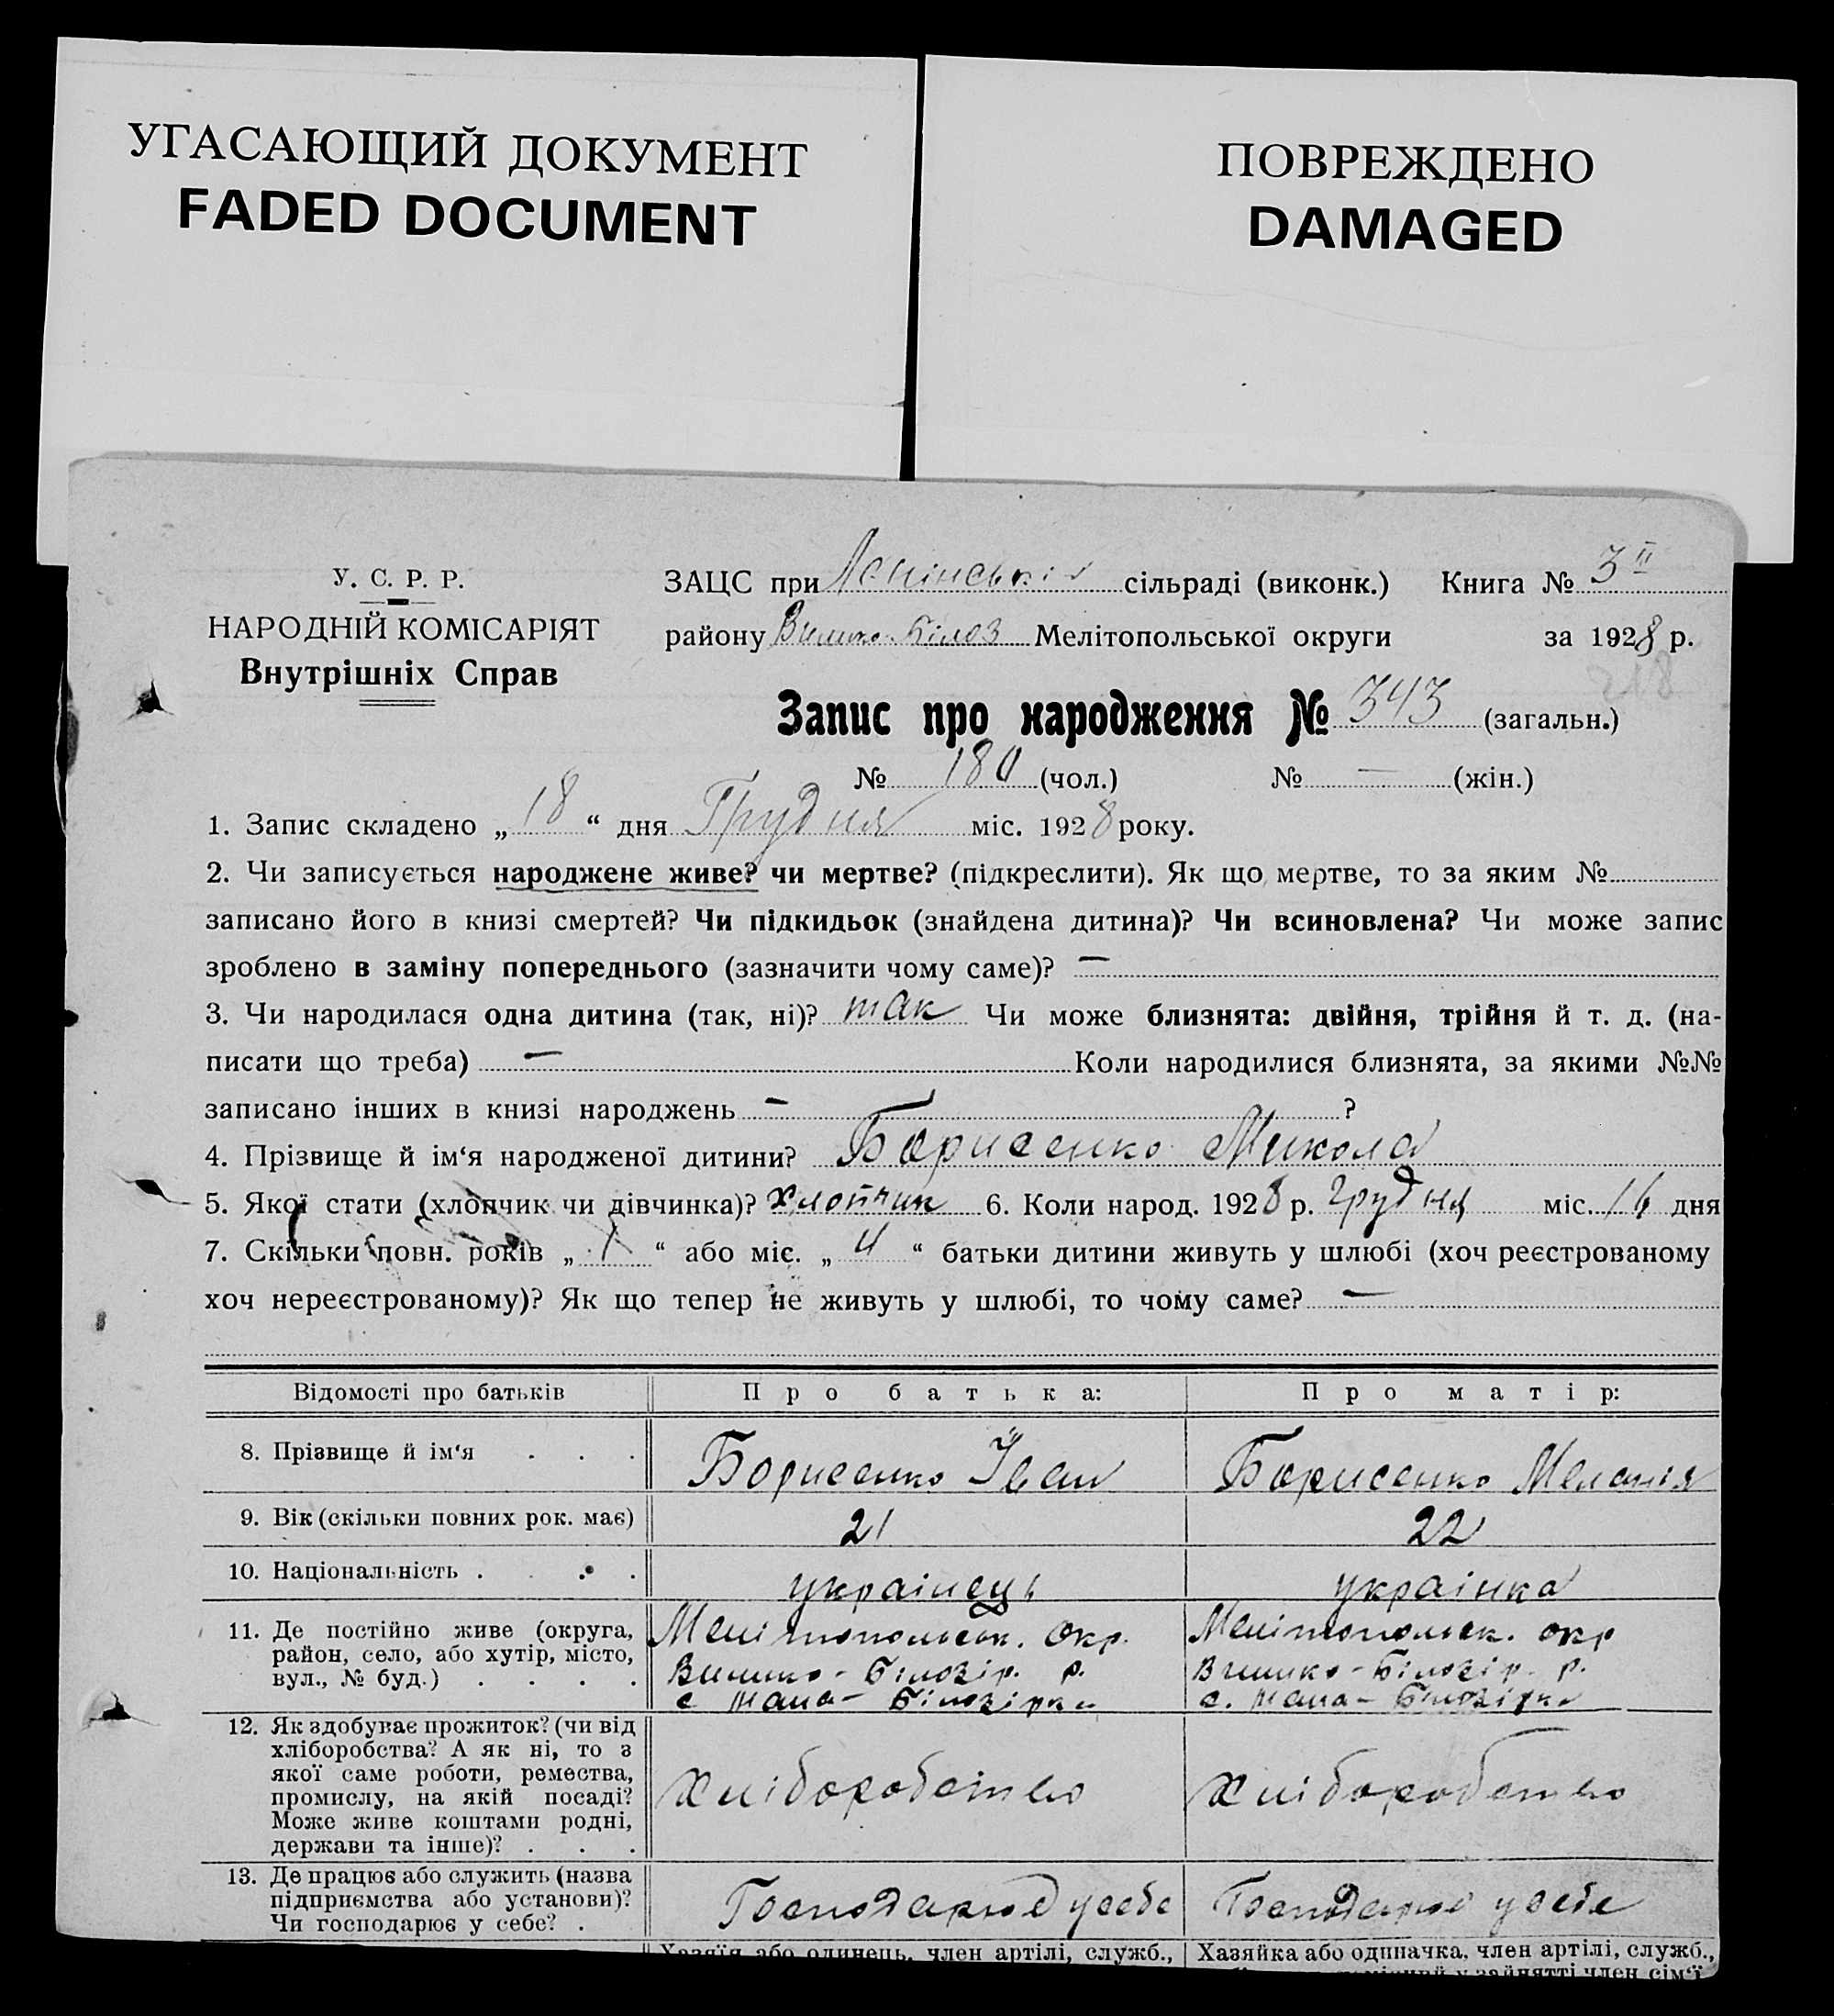 УГАСАЮЩИЙ ДОКУМЕНТ
FADED DOCUMENT
ПОВРЕЖДЕНО
DAMAGED
У. С. Р. Р.
НАРОДНІЙ КОМІСАРІЯТ
Внутрішніх Справ
ЗАЦС при Ленінській сільраді (виконк.) Книга № 3 II
району Вишко-Білоз Мелітопольської округи за 1928 р.
218
Запис про народження № 343 (загальн.)
№ 180 (чол.) № — (жін.)
1. Запис складено „ 18 “ дня Грудня міс. 1928 року.
2. Чи записується народжене живе? чи мертве? (підкреслити). Як що мертве, то за яким №
записано його в книзі смертей? Чи підкидьок (знайдена дитина)? Чи всиновлена? Чи може запис
зроблено в заміну попереднього (зазначити чому саме)? —
3. Чи народилася одна дитина (так, ні)? так Чи може близнята: двійня, трійня й т. д. (на-
писати що треба) — Коли народилися близнята, за якими №№
записано інших в книзі народжень — ?
4. Прізвище й ім‘я народженої дитини? Борисенко Микола
5. Якої стати (хлопчик чи дівчинка)? хлопчик 6. Коли народ. 1928 р. Грудня міс. 16 дня
7. Скільки повн. років „ 1 “ або міс. „ 4 “ батьки дитини живуть у шлюбі (хоч реєстрованому
хоч нереєстрованому)? Як що тепер не живуть у шлюбі, то чому саме? —
Відомості про батьків
Про батька:
Про матір:
8. Прізвище й ім‘я . . .
Борисенко Іван
Борисенко Меланія
9. Вік (скільки повних рок. має)
21
22
10. Національність . . . .
українець
українка
11. Де постійно живе (округа,
район, село, або хутір, місто,
вул., № буд.) . . . .
Мелітопольськ. окр.
Вишко-Білозір. р.
с Мала-Білозірка
Мелітопольск. окр
Вишко-Білозір. р.
с. Мала-Білозірка
12. Як здобуває прожиток? (чи від
хліборобства? А як ні, то з
якої саме роботи, ремества,
промислу, на якій посаді?
Може живе коштами родні,
держави та інше)? . . .
Хліборобство
Хліборобство
13. Де працює або служить (назва
підприємства або установи)?
Чи господарює у себе? .
Господарює у себе
Господарює у себе
Хазяїн або одинець, член артілі, служб.,
Хазяйка або одиначка, член артілі, служб.,
у зайнятті член сім‘ї